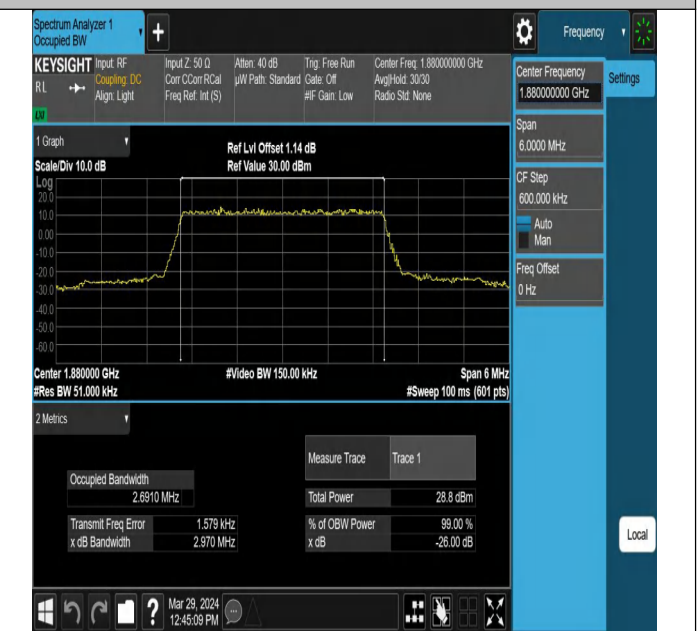 Spectrum Analyzer 1
Occupied BW
+
Frequency
KEYSIGHT
RL
LXI
Input: RF
Coupling: DC
Align: Light
Input Z: 50 Ω
Corr CCorr RCal
Freq Ref: Int (S)
Atten: 40 dB
µW Path: Standard
Trig: Free Run
Gate: Off
#IF Gain: Low
Center Freq: 1.880000000 GHz
Avg|Hold: 30/30
Radio Std: None
Center Frequency
1.880000000 GHz
Settings
Span
6.0000 MHz
CF Step
600.000 kHz
Auto
Man
Freq Offset
0 Hz
1 Graph
Scale/Div 10.0 dB
Ref Lvl Offset 1.14 dB
Ref Value 30.00 dBm
Log
20.0
10.0
0.00
-10.0
-20.0
-30.0
-40.0
-50.0
-60.0
Center 1.880000 GHz
#Res BW 51.000 kHz
#Video BW 150.00 kHz
Span 6 MHz
#Sweep 100 ms (601 pts)
2 Metrics
Measure Trace
Trace 1
Occupied Bandwidth
2.6910 MHz
Total Power
28.8 dBm
Transmit Freq Error
1.579 kHz
% of OBW Power
99.00 %
x dB Bandwidth
2.970 MHz
x dB
-26.00 dB
Local
?
Mar 29, 2024
12:45:09 PM